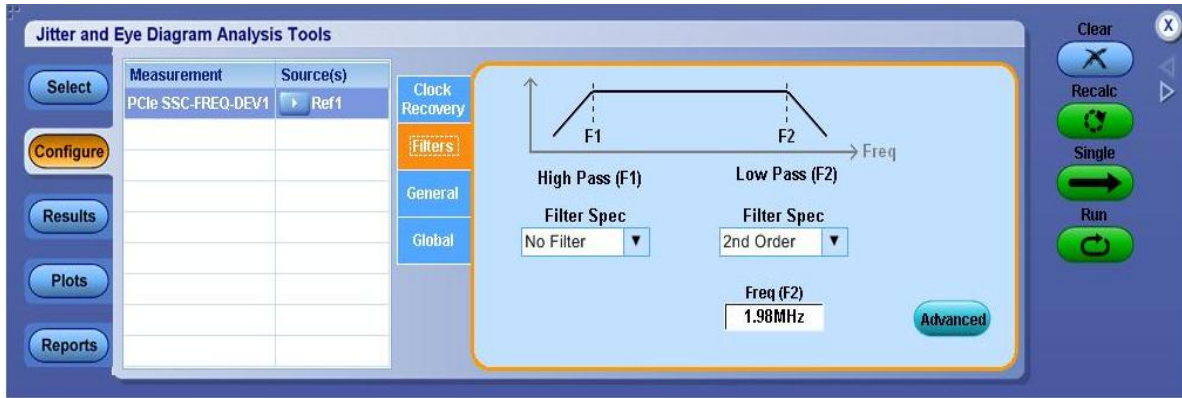 Jitter and Eye Diagram Analysis Tools
Select
Configure
Results
Plots
Reports
Measurement Source(s)
PCIe SSC-FREQ-DEV1 Ref1
Clock
Recovery
Filters
General
Global
F1 F2
Freq
High Pass (F1) Low Pass (F2)
Filter Spec Filter Spec
No Filter 2nd Order
Freq (F2)
1.98MHz
Advanced
Clear
X
Recalc
Single
Run